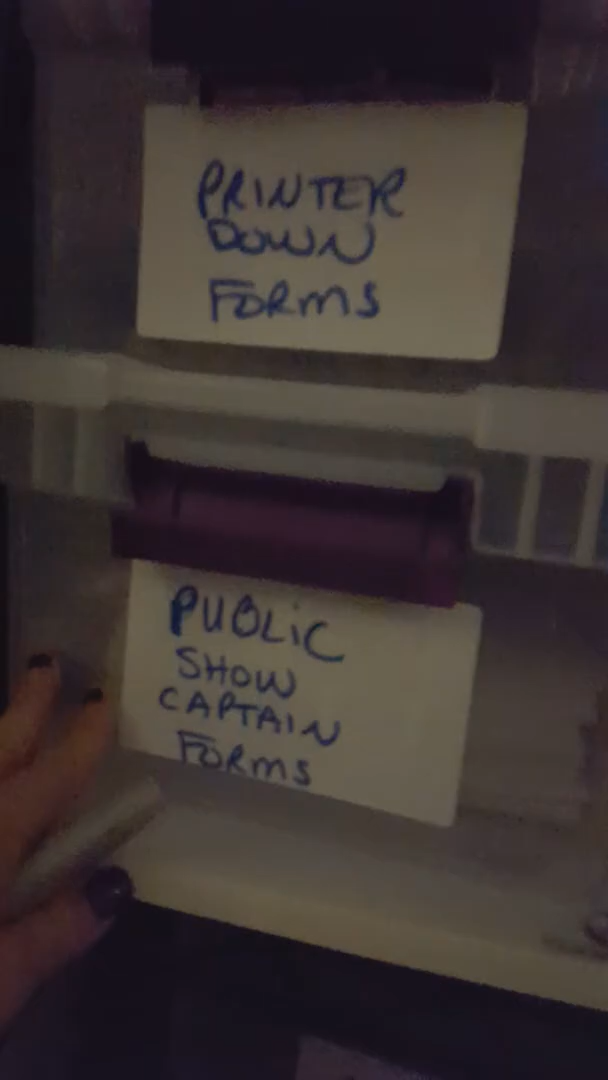 PRINTER
DOWN
FORMS
PUBLIC
SHOW
CAPTAIN
FORMS